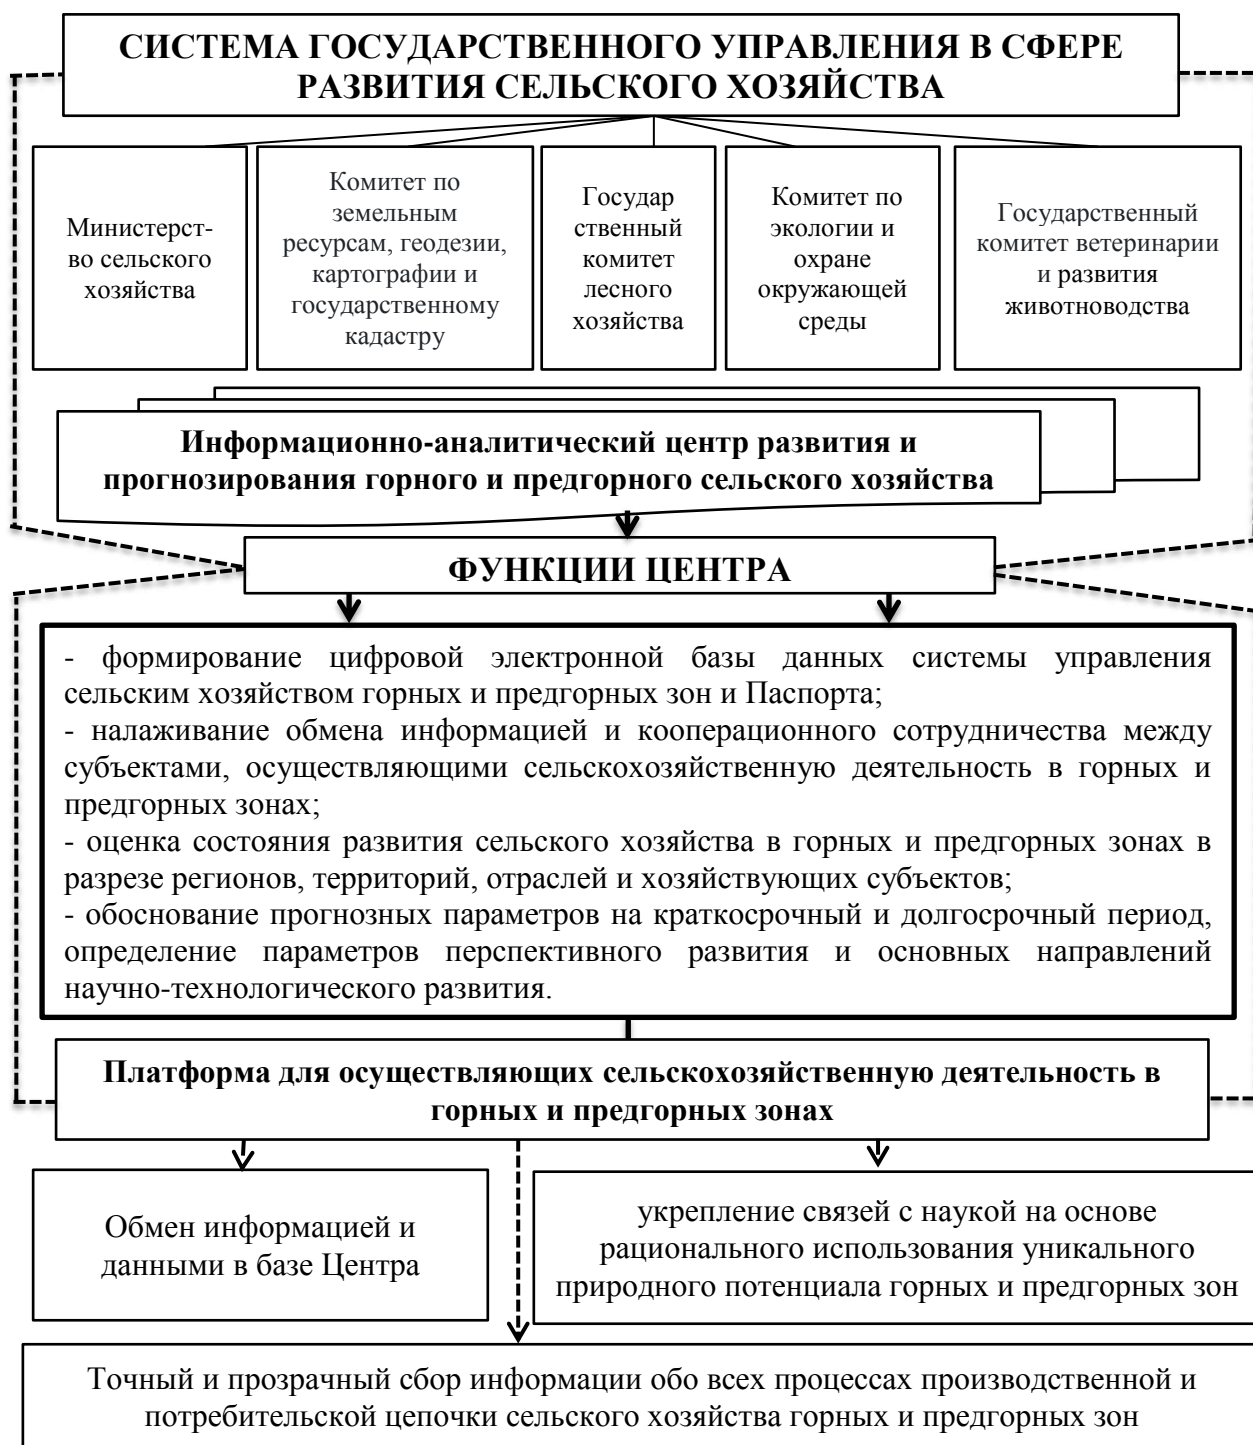 СИСТЕМА ГОСУДАРСТВЕННОГО УПРАВЛЕНИЯ В СФЕРЕ
РАЗВИТИЯ СЕЛЬСКОГО ХОЗЯЙСТВА
Министерст-
во сельского
хозяйства
Комитет по
земельным
ресурсам, геодезии,
картографии и
государственному
кадастру
Государ
ственный
комитет
лесного
хозяйства
Комитет по
экологии и
охране
окружающей
среды
Государственный
комитет ветеринарии
и развития
животноводства
Информационно-аналитический центр развития и
прогнозирования горного и предгорного сельского хозяйства
ФУНКЦИИ ЦЕНТРА
- формирование цифровой электронной базы данных системы управления
сельским хозяйством горных и предгорных зон и Паспорта;
- налаживание обмена информацией и кооперационного сотрудничества между
субъектами, осуществляющими сельскохозяйственную деятельность в горных и
предгорных зонах;
- оценка состояния развития сельского хозяйства в горных и предгорных зонах в
разрезе регионов, территорий, отраслей и хозяйствующих субъектов;
- обоснование прогнозных параметров на краткосрочный и долгосрочный период,
определение параметров перспективного развития и основных направлений
научно-технологического развития.
Платформа для осуществляющих сельскохозяйственную деятельность в
горных и предгорных зонах
Обмен информацией и
данными в базе Центра
укрепление связей с наукой на основе
рационального использования уникального
природного потенциала горных и предгорных зон
Точный и прозрачный сбор информации обо всех процессах производственной и
потребительской цепочки сельского хозяйства горных и предгорных зон